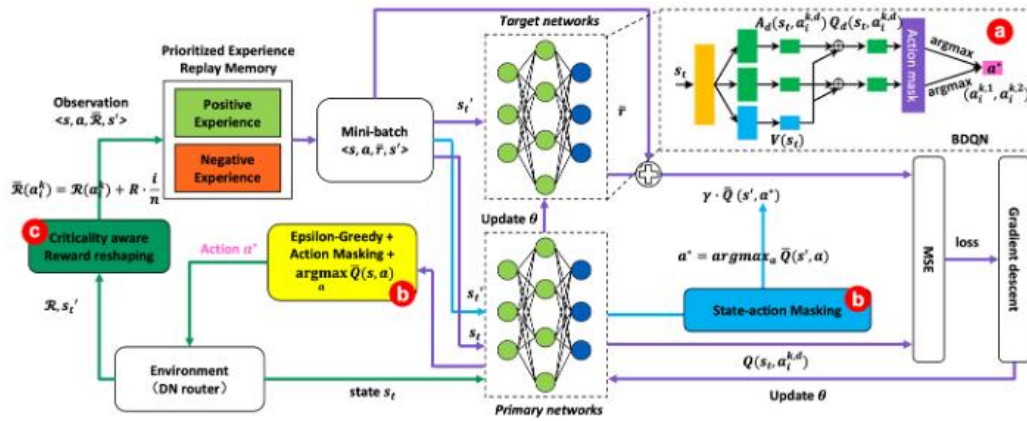 Target networks
Prioritized Experience
Replay Memory
Positive
Experience
Negative
Experience
Observation
<s, a, R̄, s'>
Mini-batch
<s, a, r̄, s'>
s_t'
r̄
A_d(s_t, a_i^{k,d}) Q_d(s_t, a_i^{k,d})
s_t
V(s_t)
Action mask
argmax
argmax
a*
(a_i^{k,1}, a_i^{k,2})
a
BDQN
R̄(a_i^k) = R(a_i^k) + R · i/n
c
Criticality aware
Reward reshaping
Action a*
Epsilon-Greedy +
Action Masking +
argmax Q̄(s, a)
a
b
Update θ
γ · Q̄ (s', a*)
a* = argmax_a Q̄(s', a)
State-action Masking
b
MSE
loss
Gradient descent
R, s_t'
s_t'
s_t
Environment
(DN router)
state s_t
Q(s_t, a_i^{k,d})
Update θ
Primary networks